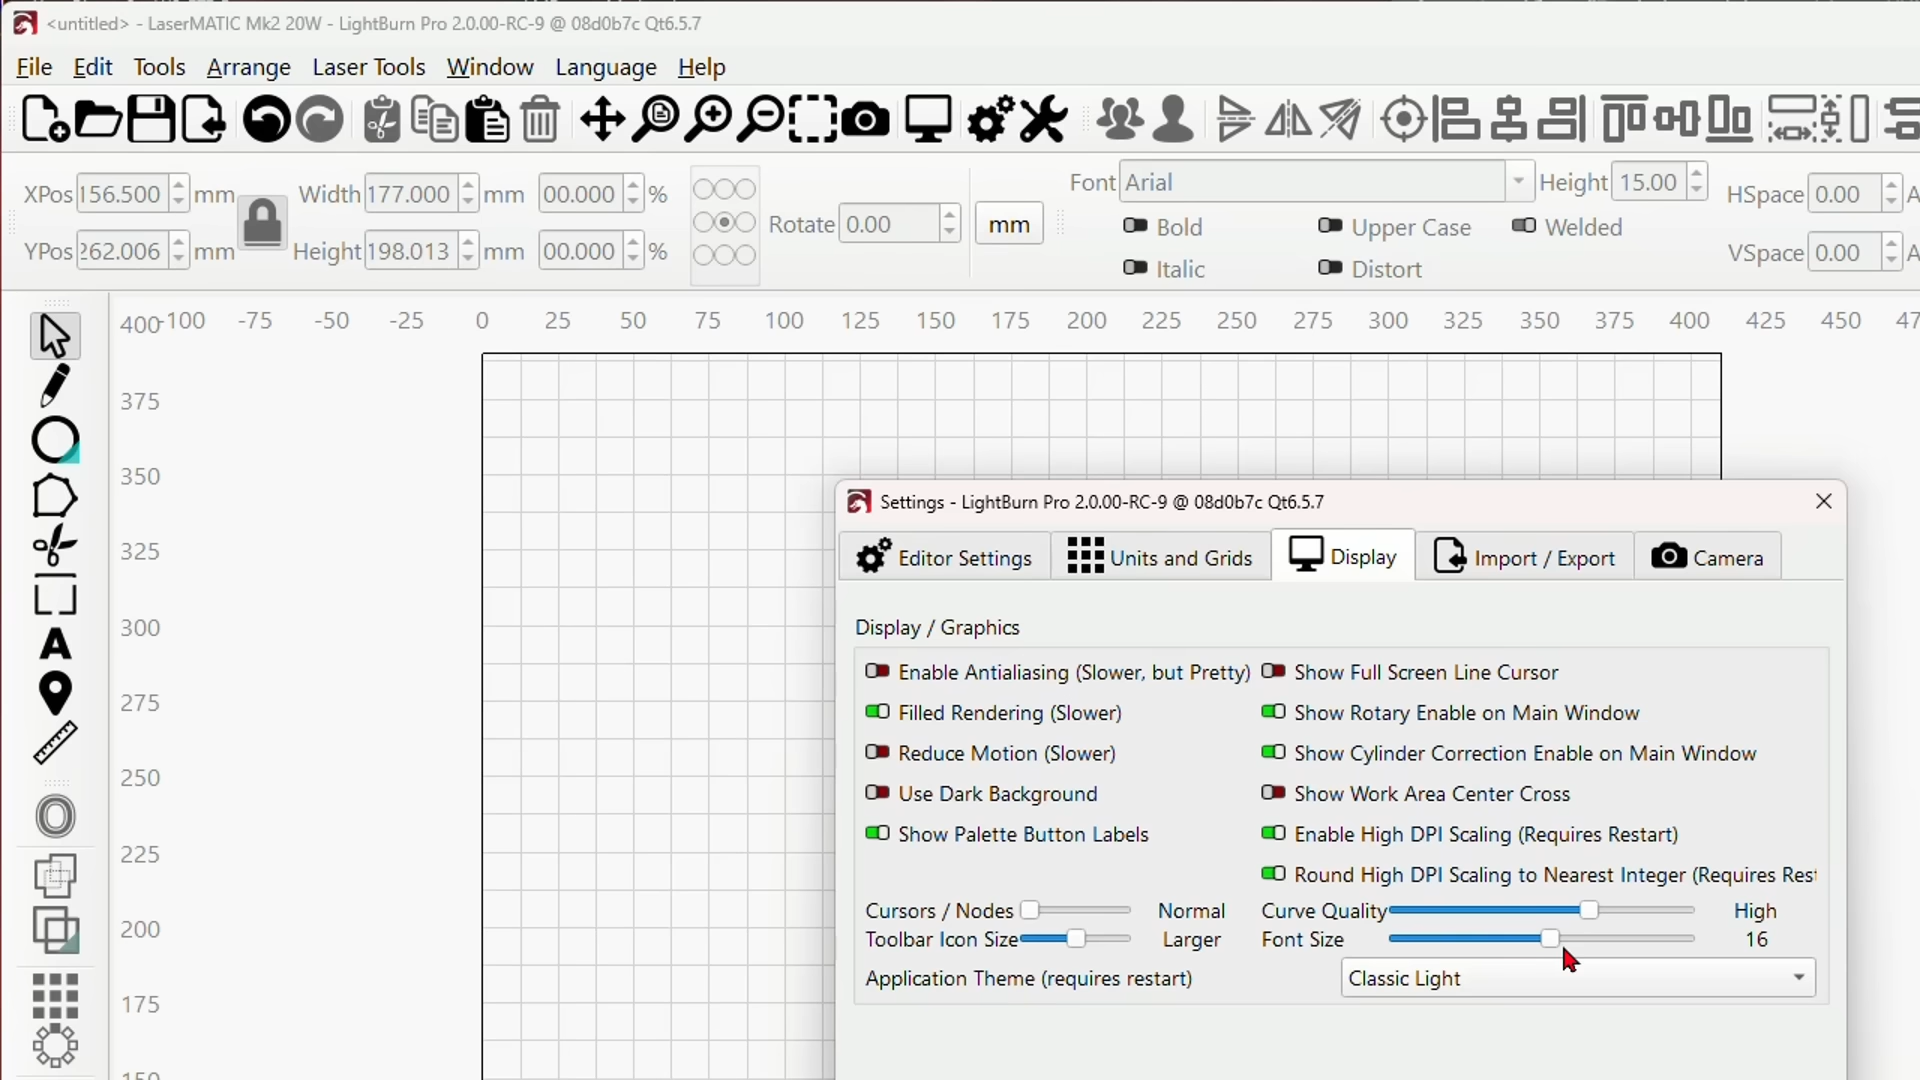 <untitled> - LaserMATIC Mk2 20W - LightBurn Pro 2.0.00-RC-9 @ 08d0b7c Qt6.5.7
File Edit Tools Arrange Laser Tools Window Language Help
XPos 156.500 mm Width 177.000 mm 00.000 %
YPos 262.006 mm Height 198.013 mm 00.000 %
Rotate 0.00 mm
Font Arial Height 15.00 HSpace 0.00
Bold Upper Case Welded
Italic Distort VSpace 0.00
400 -100 -75 -50 -25 0 25 50 75 100 125 150 175 200 225 250 275 300 325 350 375 400 425 450
375
350
325
300
275
250
225
200
175
150
Settings - LightBurn Pro 2.0.00-RC-9 @ 08d0b7c Qt6.5.7
Editor Settings Units and Grids Display Import / Export Camera
Display / Graphics
Enable Antialiasing (Slower, but Pretty) Show Full Screen Line Cursor
Filled Rendering (Slower) Show Rotary Enable on Main Window
Reduce Motion (Slower) Show Cylinder Correction Enable on Main Window
Use Dark Background Show Work Area Center Cross
Show Palette Button Labels Enable High DPI Scaling (Requires Restart)
Round High DPI Scaling to Nearest Integer (Requires Rest
Cursors / Nodes Normal Curve Quality High
Toolbar Icon Size Larger Font Size 16
Application Theme (requires restart) Classic Light